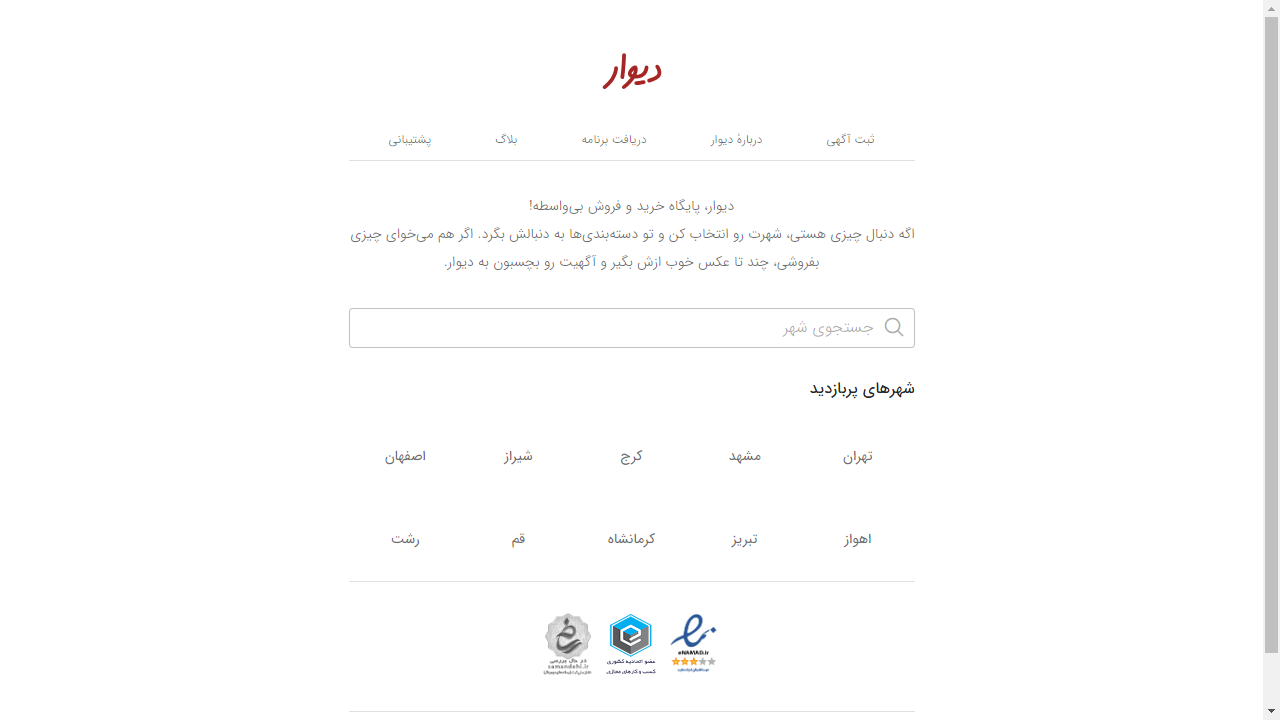 دیوار
ثبت آگهی
دربارهٔ دیوار
دریافت برنامه
بلاگ
پشتیبانی
دیوار، پایگاه خرید و فروش بی‌واسطه!
اگه دنبال چیزی هستی، شهرت رو انتخاب کن و تو دسته‌بندی‌ها به دنبالش بگرد. اگر هم می‌خوای چیزی
بفروشی، چند تا عکس خوب ازش بگیر و آگهیت رو بچسبون به دیوار.
جستجوی شهر
شهرهای پربازدید
تهران
مشهد
کرج
شیراز
اصفهان
اهواز
تبریز
کرمانشاه
قم
رشت
eNAMAD.ir
عضو اتحادیه کشوری
کسب و کارهای مجازی
در حال بررسی
samandehi.ir